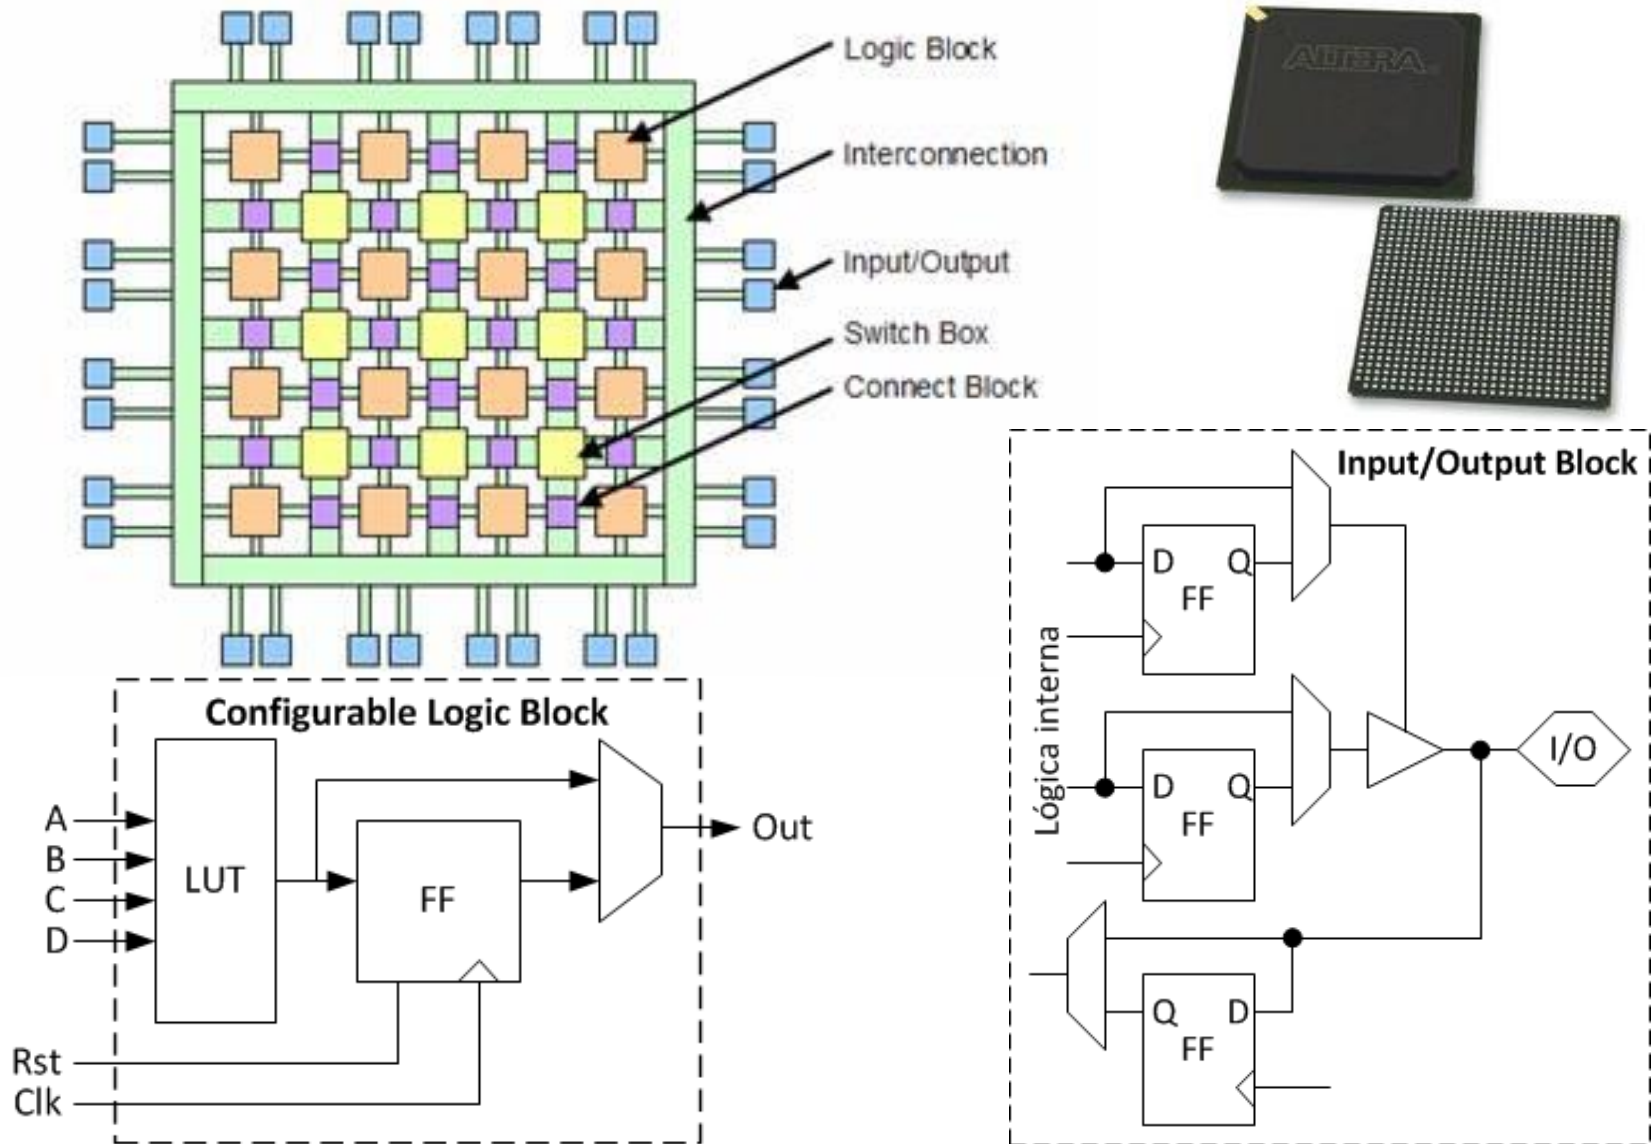 Logic Block
Interconnection
Input/Output
Switch Box
Connect Block
ALTERA
Configurable Logic Block
A
B
C
D
LUT
FF
Out
Rst
Clk
Input/Output Block
Lógica interna
D Q
FF
D Q
FF
I/O
Q D
FF